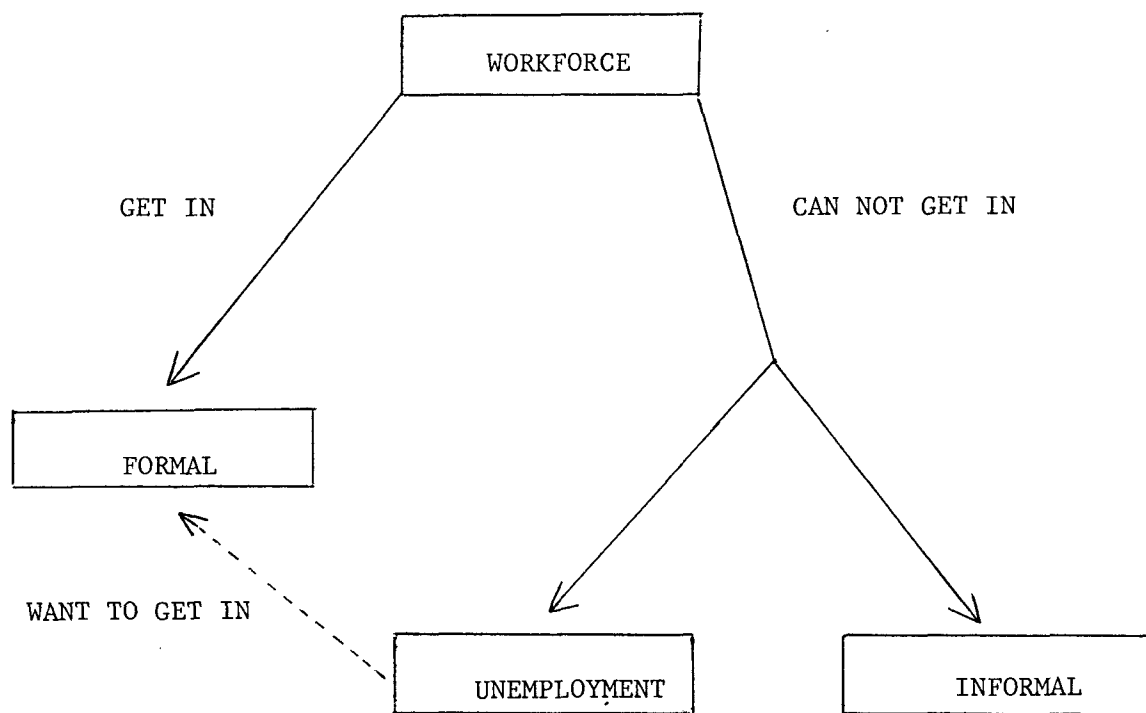 WORKFORCE
GET IN
CAN NOT GET IN
FORMAL
WANT TO GET IN
UNEMPLOYMENT
INFORMAL